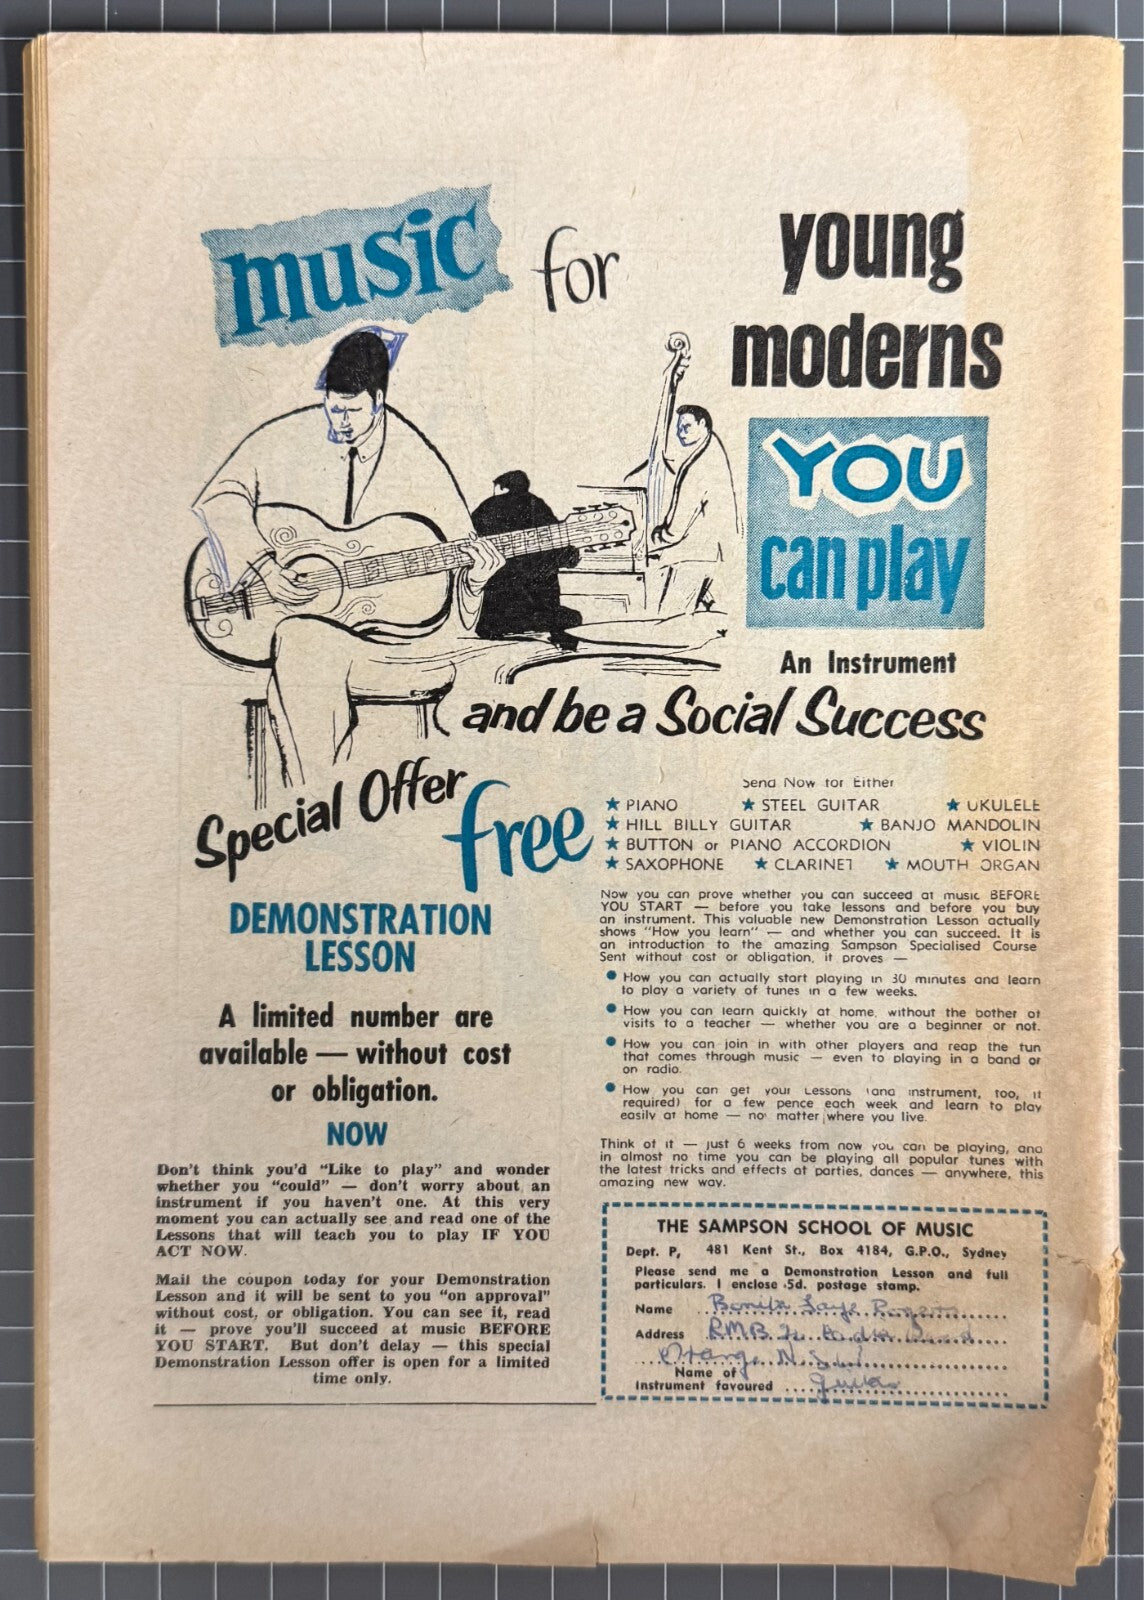 music for young
moderns
YOU
can play
An Instrument
and be a Social Success
Special Offer
free
DEMONSTRATION
LESSON
A limited number are
available — without cost
or obligation.
NOW
Don't think you'd "Like to play" and wonder
whether you "could" — don't worry about an
instrument if you haven't one. At this very
moment you can actually see and read one of the
Lessons that will teach you to play IF YOU
ACT NOW.
Mail the coupon today for your Demonstration
Lesson and it will be sent to you "on approval"
without cost, or obligation. You can see it, read
it — prove you'll succeed at music BEFORE
YOU START. But don't delay — this special
Demonstration Lesson offer is open for a limited
time only.
Send Now for Either
★ PIANO ★ STEEL GUITAR ★ UKULELE
★ HILL BILLY GUITAR ★ BANJO MANDOLIN
★ BUTTON or PIANO ACCORDION ★ VIOLIN
★ SAXOPHONE ★ CLARINET ★ MOUTH ORGAN
Now you can prove whether you can succeed at music BEFORE
YOU START — before you take lessons and before you buy
an instrument. This valuable new Demonstration Lesson actually
shows "How you learn" — and whether you can succeed. It is
an introduction to the amazing Sampson Specialised Course
Sent without cost or obligation, it proves —
● How you can actually start playing in 30 minutes and learn
to play a variety of tunes in a few weeks.
● How you can learn quickly at home, without the bother of
visits to a teacher — whether you are a beginner or not.
● How you can join in with other players and reap the fun
that comes through music — even to playing in a band or
on radio.
● How you can get your Lessons (and instrument, too, if
required) for a few pence each week and learn to play
easily at home — no matter where you live.
Think of it — just 6 weeks from now you can be playing, and
in almost no time you can be playing all popular tunes with
the latest tricks and effects at parties, dances — anywhere, this
amazing new way.
THE SAMPSON SCHOOL OF MUSIC
Dept. P, 481 Kent St., Box 4184, G.P.O., Sydney
Please send me a Demonstration Lesson and full
particulars. I enclose 5d. postage stamp.
Name Bonita Faye
Address RMB
Orange N.S.W
Name of
Instrument favoured guitar